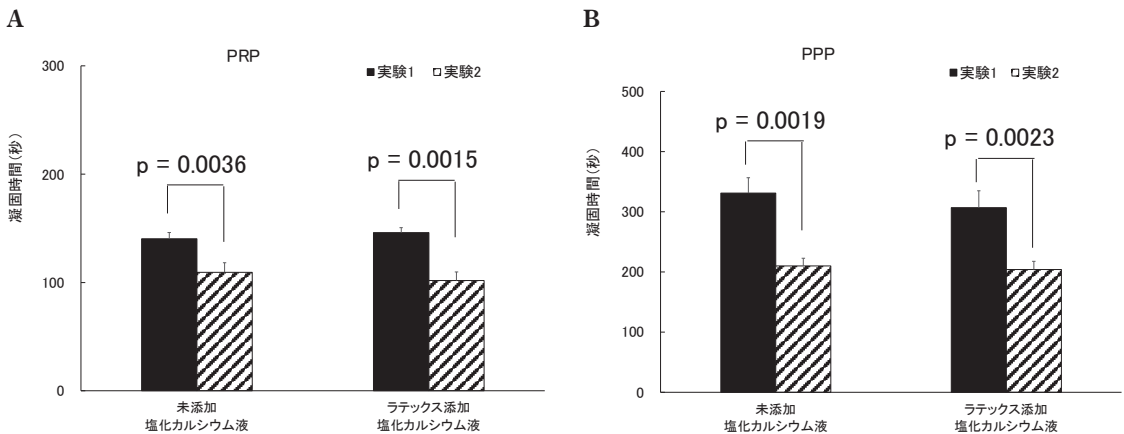 A
PRP
300
■実験1 実験2
凝固時間(秒)
p = 0.0036
p = 0.0015
200
100
0
未添加
塩化カルシウム液
ラテックス添加
塩化カルシウム液
B
PPP
■実験1 実験2
500
凝固時間(秒)
p = 0.0019
p = 0.0023
400
300
200
100
0
未添加
塩化カルシウム液
ラテックス添加
塩化カルシウム液